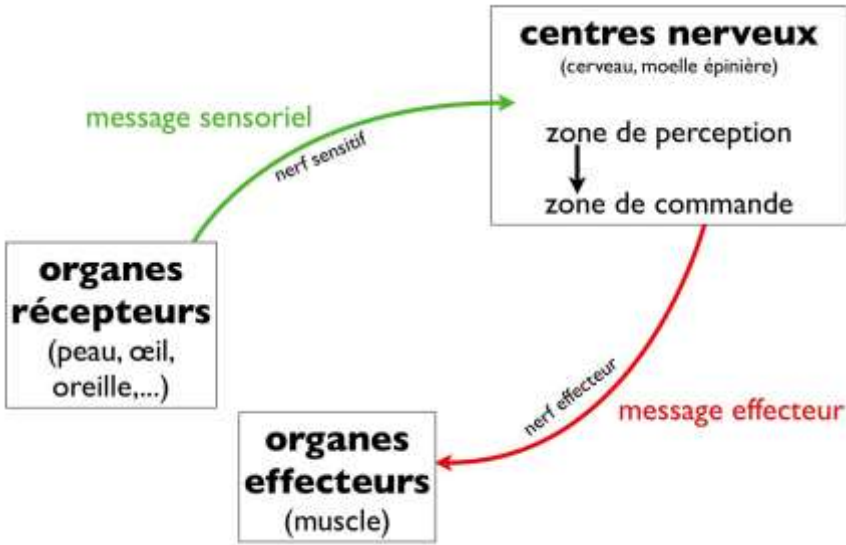 centres nerveux
(cerveau, moelle épinière)
message sensoriel
nerf sensitif
zone de perception
zone de commande
organes
récepteurs
(peau, œil,
oreille,...)
nerf effecteur
message effecteur
organes
effecteurs
(muscle)